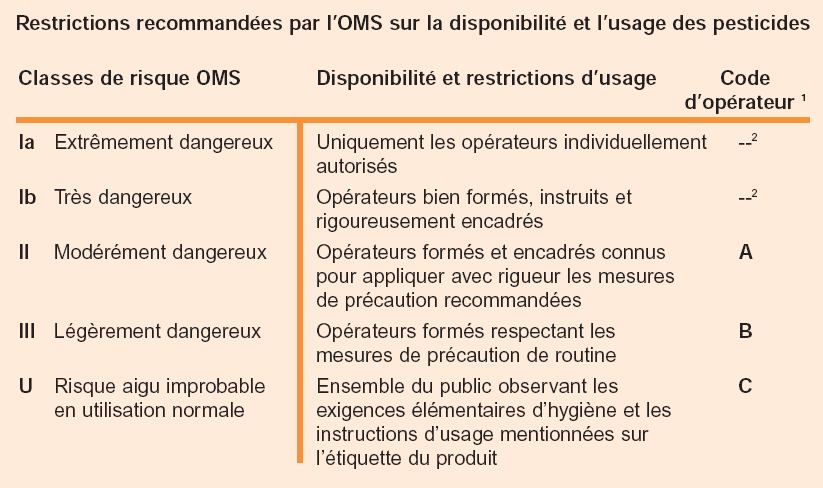 Restrictions recommandées par l'OMS sur la disponibilité et l'usage des pesticides
Classes de risque OMS
Disponibilité et restrictions d'usage
Code
d'opérateur ¹
Ia Extrêmement dangereux
Uniquement les opérateurs individuellement
autorisés
--²
Ib Très dangereux
Opérateurs bien formés, instruits et
rigoureusement encadrés
--²
II Modérément dangereux
Opérateurs formés et encadrés connus
pour appliquer avec rigueur les mesures
de précaution recommandées
A
III Légèrement dangereux
Opérateurs formés respectant les
mesures de précaution de routine
B
U Risque aigu improbable
en utilisation normale
Ensemble du public observant les
exigences élémentaires d'hygiène et les
instructions d'usage mentionnées sur
l'étiquette du produit
C